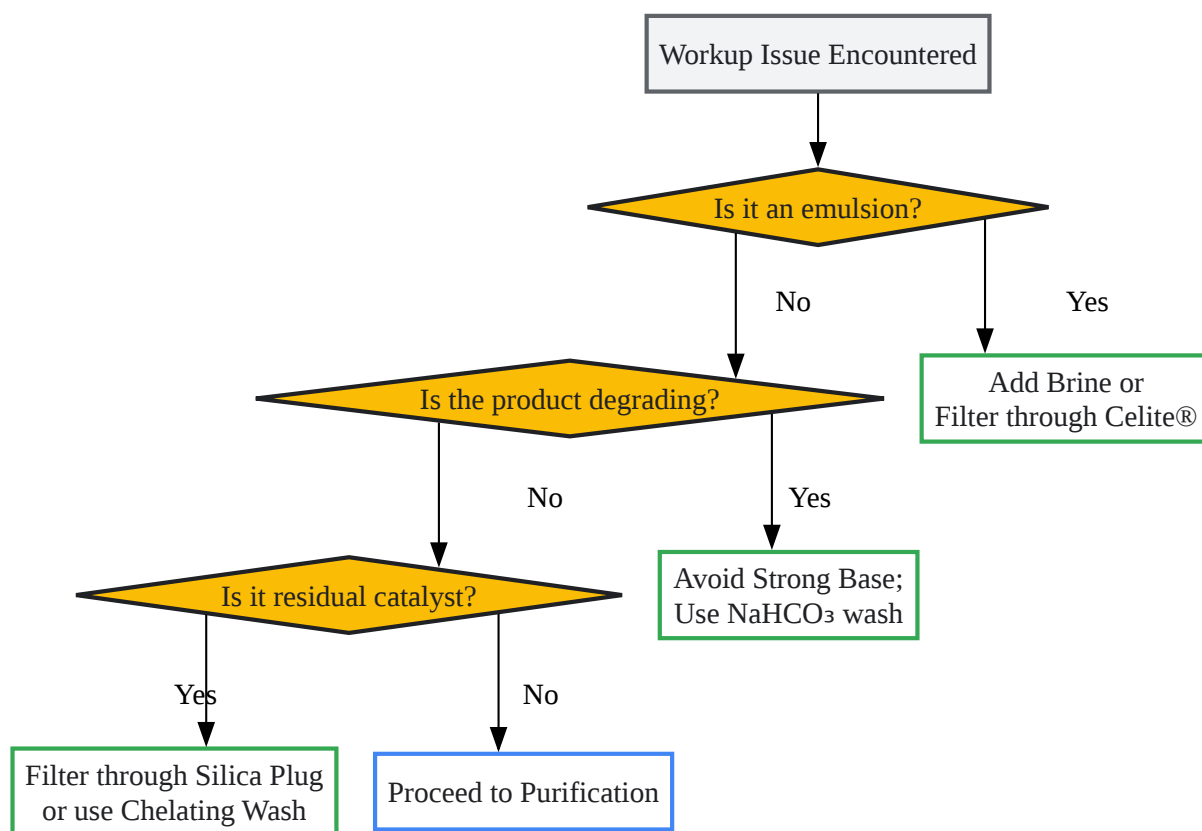 Workup Issue Encountered
Is it an emulsion?
No
Yes
Add Brine or
Filter through Celite®
Is the product degrading?
No
Yes
Avoid Strong Base;
Use NaHCO₃ wash
Is it residual catalyst?
Yes
No
Filter through Silica Plug
or use Chelating Wash
Proceed to Purification